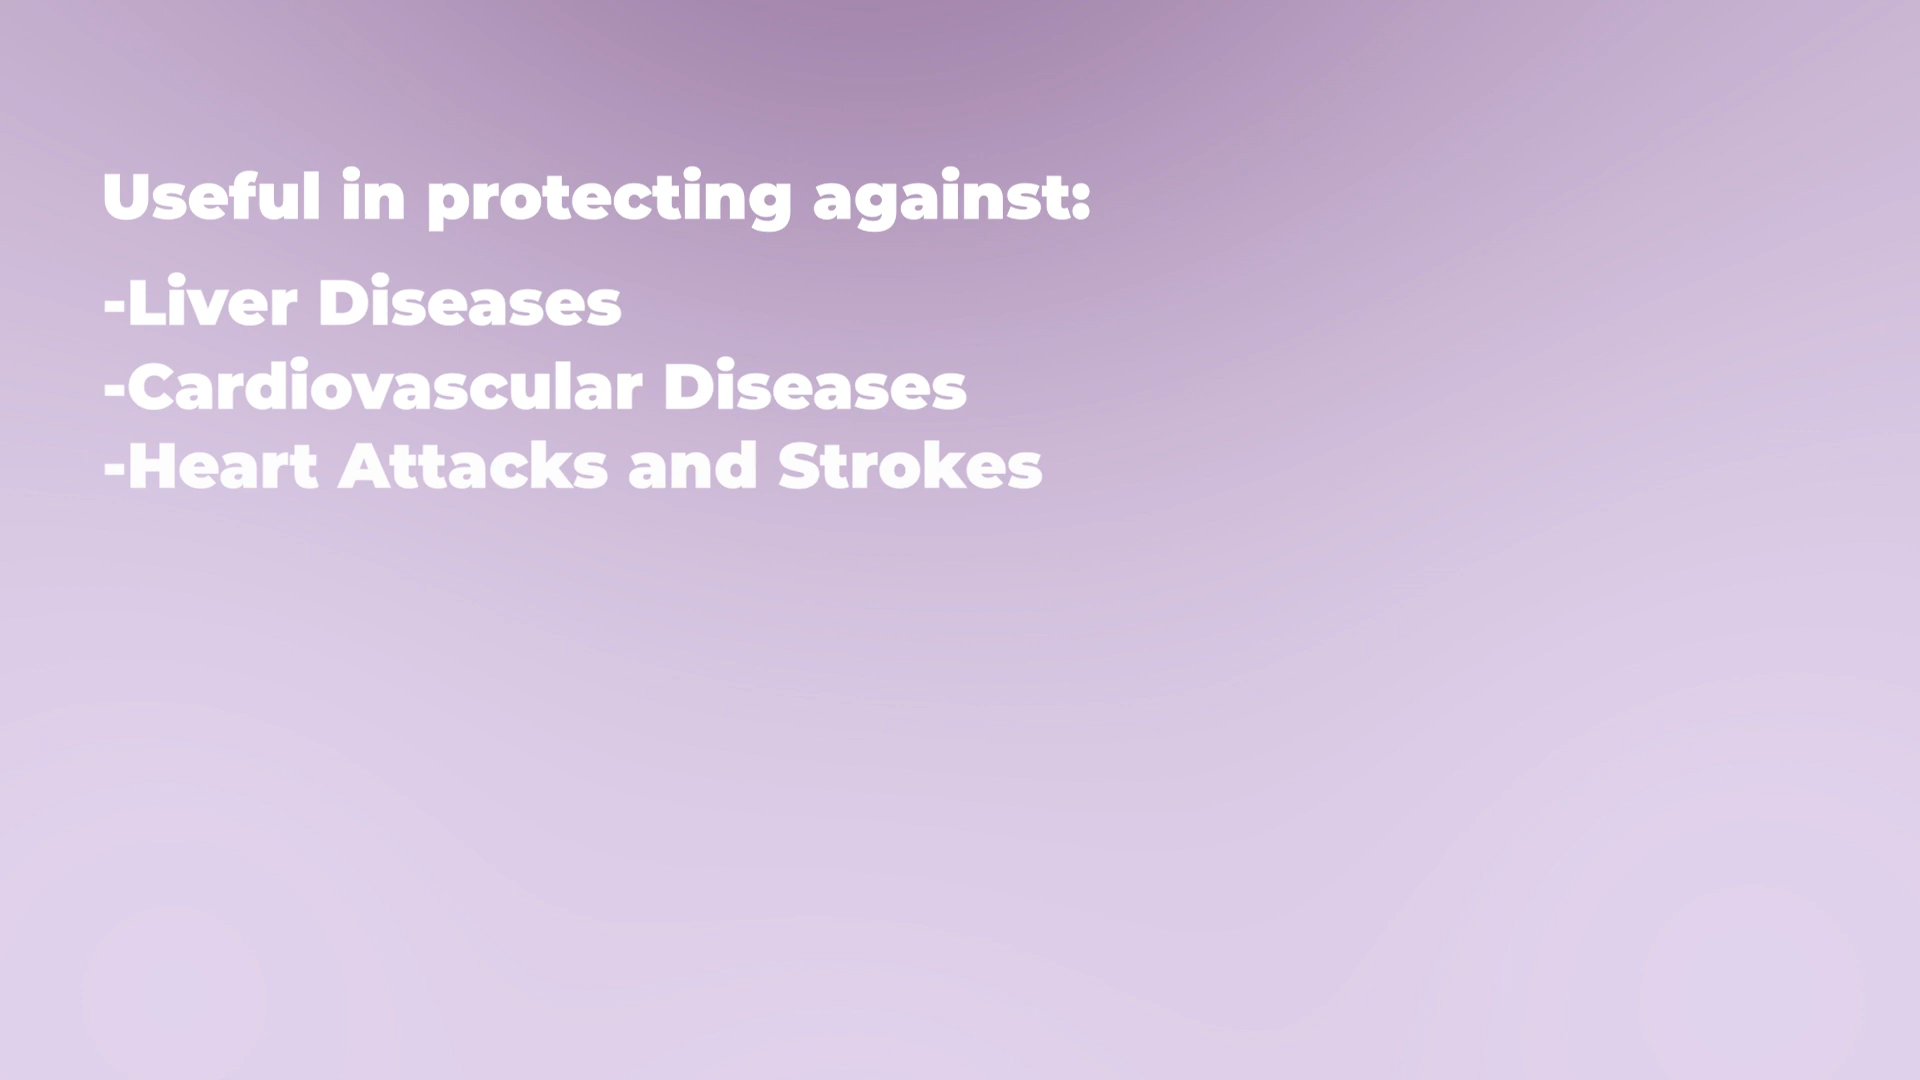 Useful in protecting against:
-Liver Diseases
-Cardiovascular Diseases
-Heart Attacks and Strokes